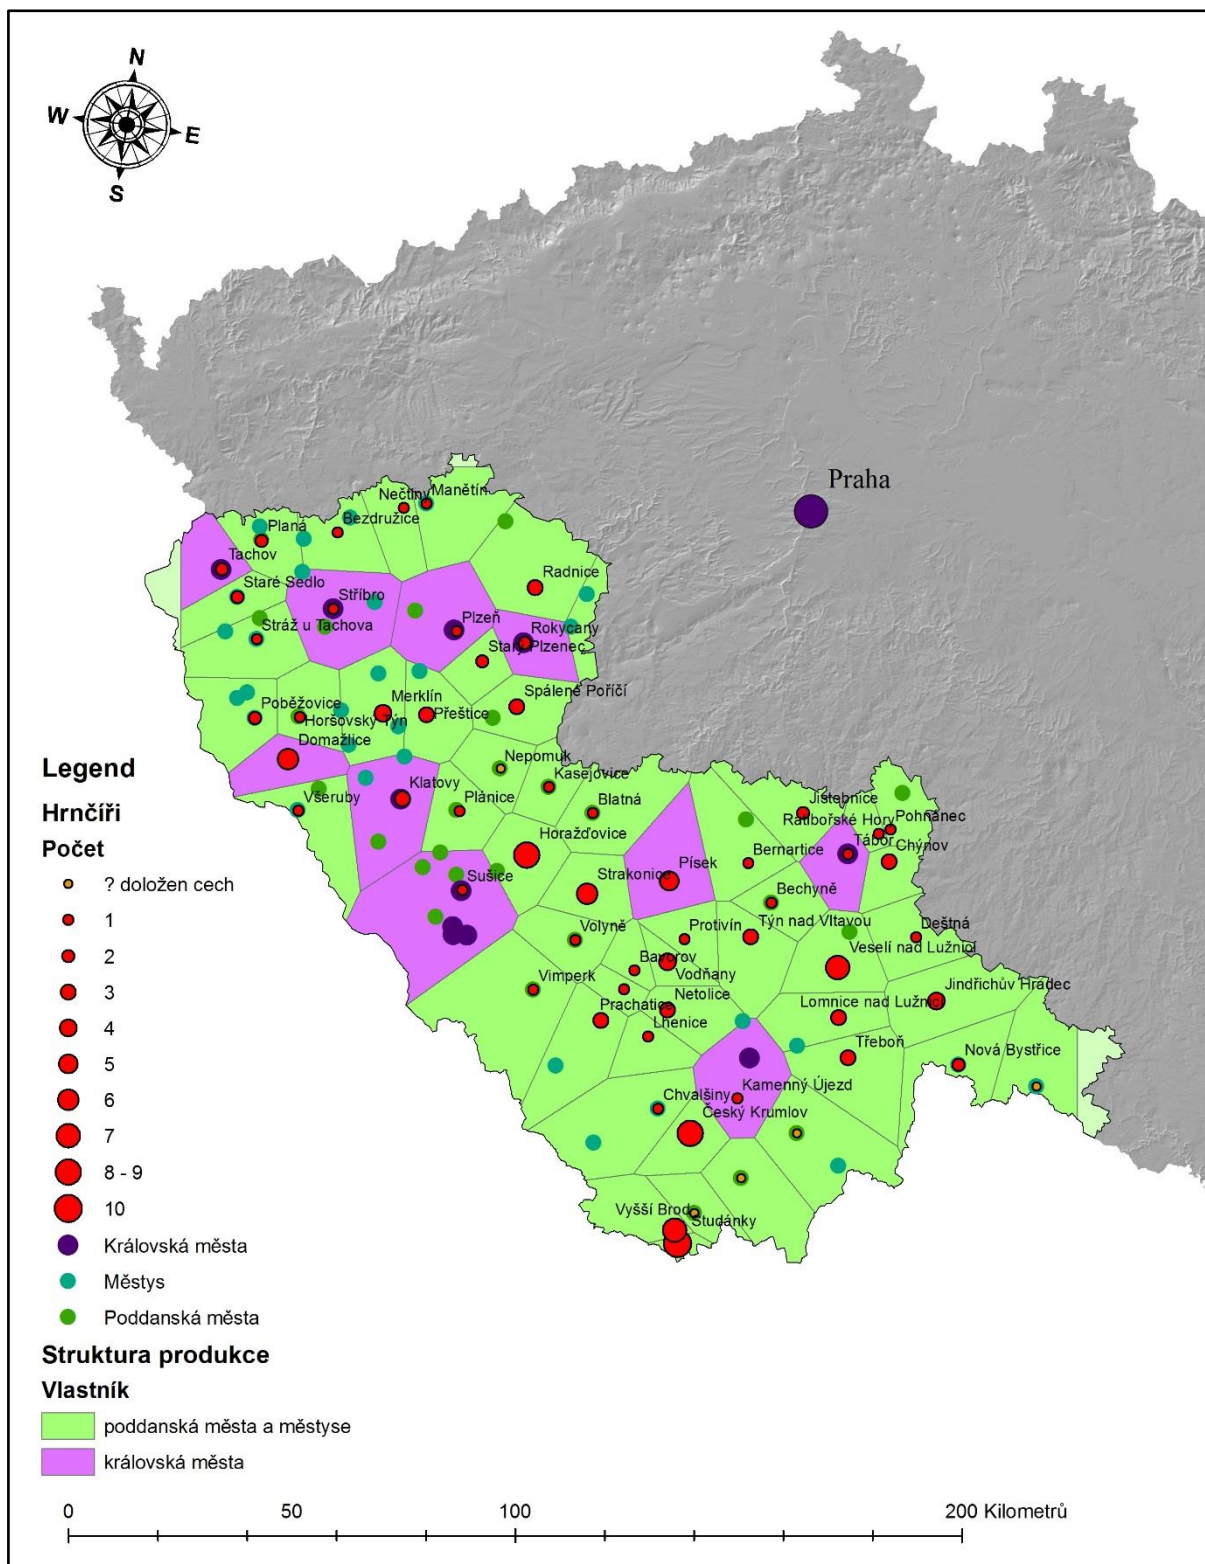 N
W
E
S
Praha
Nečtiny
Manětín
Planá
Bezdružice
Tachov
Radnice
Staré Sedlo
Stříbro
Plzeň
Rokycany
Stráž u Tachova
Starý Plzenec
Spálené Poříčí
Merklín
Poběžovice
Přeštice
Horšovský Týn
Domažlice
Nepomuk
Kasejovice
Klatovy
Všeruby
Plánice
Blatná
Jistebnice
Ratibořské Hory
Pohnánec
Horažďovice
Písek
Bernartice
Tábor
Chýnov
Sušice
Strakonice
Bechyně
Volyně
Protivín
Týn nad Vltavou
Deštná
Veselí nad Lužnicí
Bavorov
Vodňany
Vimperk
Prachatice
Netolice
Lomnice nad Lužnicí
Jindřichův Hradec
Lhenice
Třeboň
Nová Bystřice
Kamenný Újezd
Chvalšiny
Český Krumlov
Vyšší Brod
Studánky
Legend
Hrnčíři
Počet
? doložen cech
1
2
3
4
5
6
7
8 - 9
10
Královská města
Městys
Poddanská města
Struktura produkce
Vlastník
poddanská města a městyse
královská města
0 50 100 200 Kilometrů